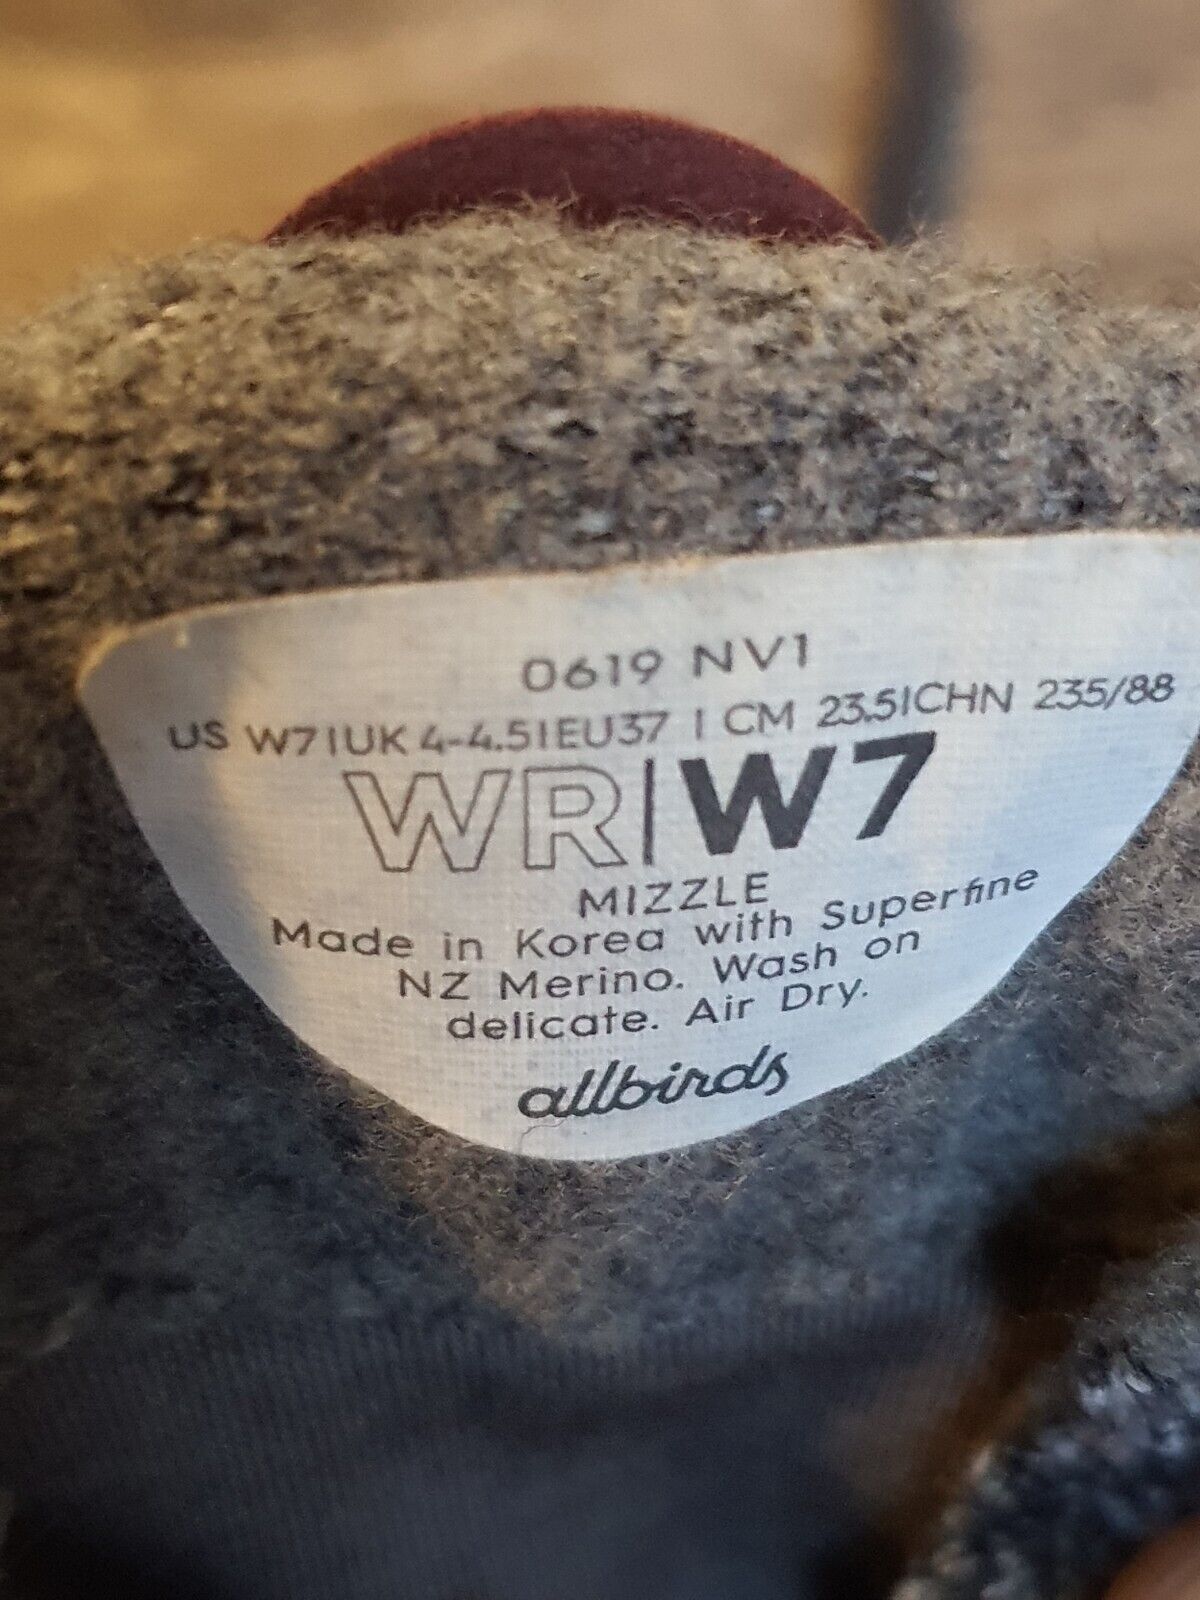 0619 NV1
US W7|UK 4-4.5|EU37 | CM 23.5|CHN 235/88
WR|W7
MIZZLE
Made in Korea with Superfine
NZ Merino. Wash on
delicate. Air Dry.
allbirds